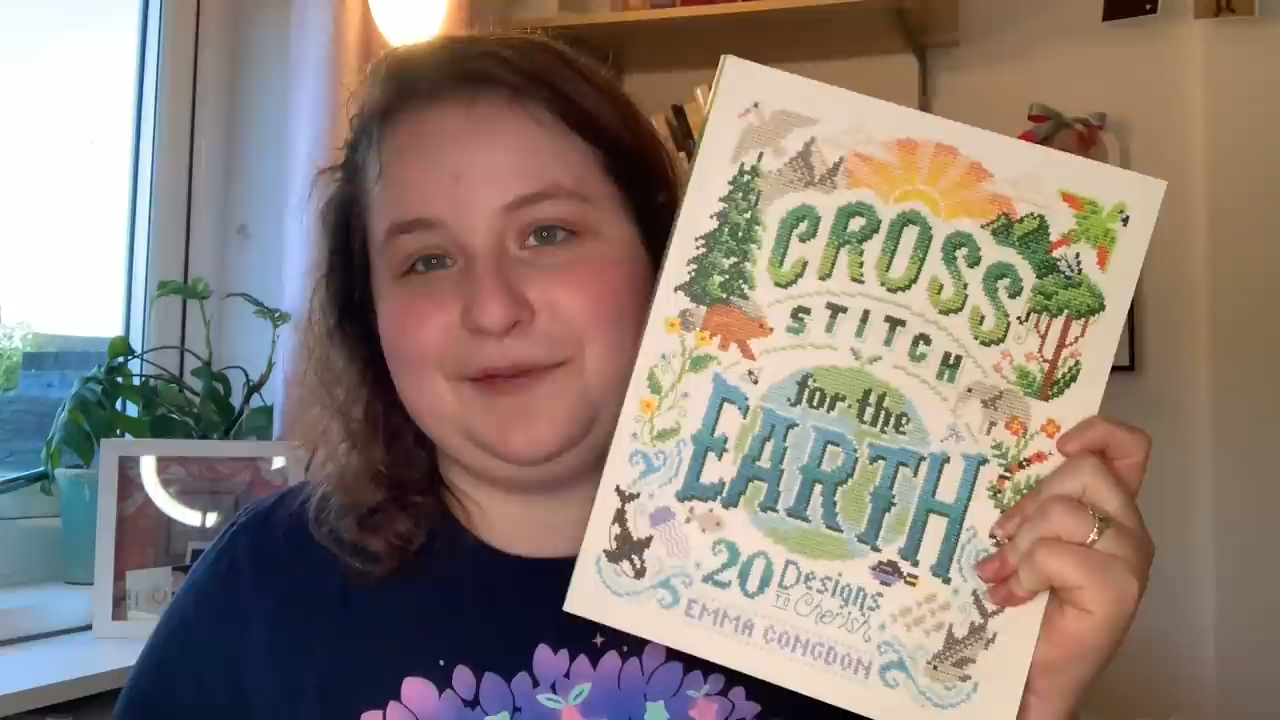 CROSS
STITCH
for the
EARTH
20 Designs
TO Cherish
EMMA CONGDON